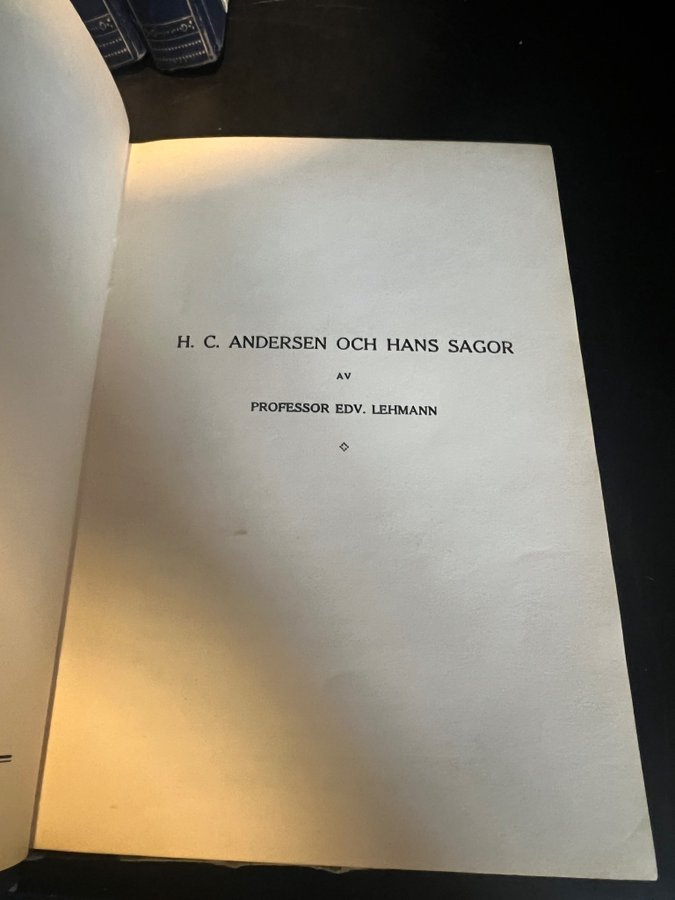 H. C. ANDERSEN OCH HANS SAGOR
AV
PROFESSOR EDV. LEHMANN